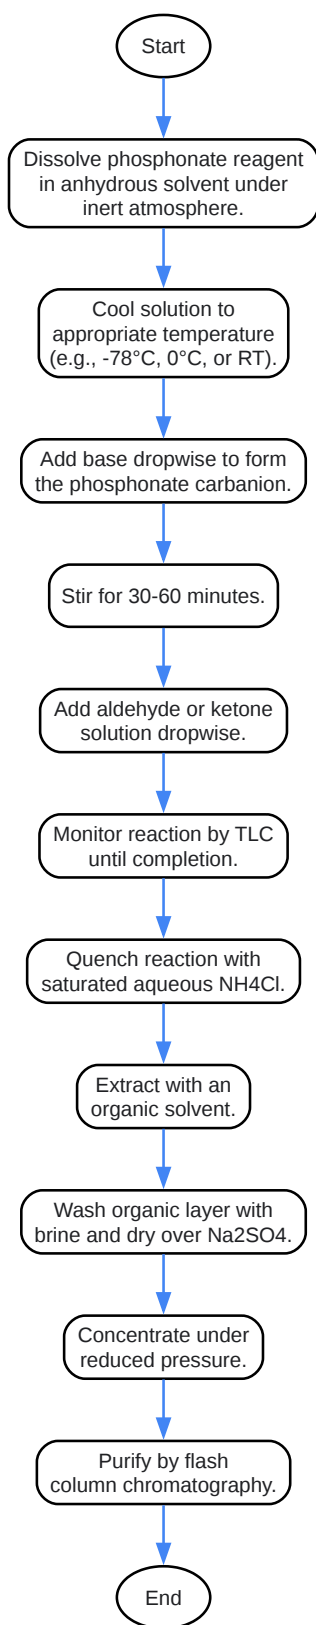 Start
Dissolve phosphonate reagent
in anhydrous solvent under
inert atmosphere.
Cool solution to
appropriate temperature
(e.g., -78°C, 0°C, or RT).
Add base dropwise to form
the phosphonate carbanion.
Stir for 30-60 minutes.
Add aldehyde or ketone
solution dropwise.
Monitor reaction by TLC
until completion.
Quench reaction with
saturated aqueous NH4Cl.
Extract with an
organic solvent.
Wash organic layer with
brine and dry over Na2SO4.
Concentrate under
reduced pressure.
Purify by flash
column chromatography.
End